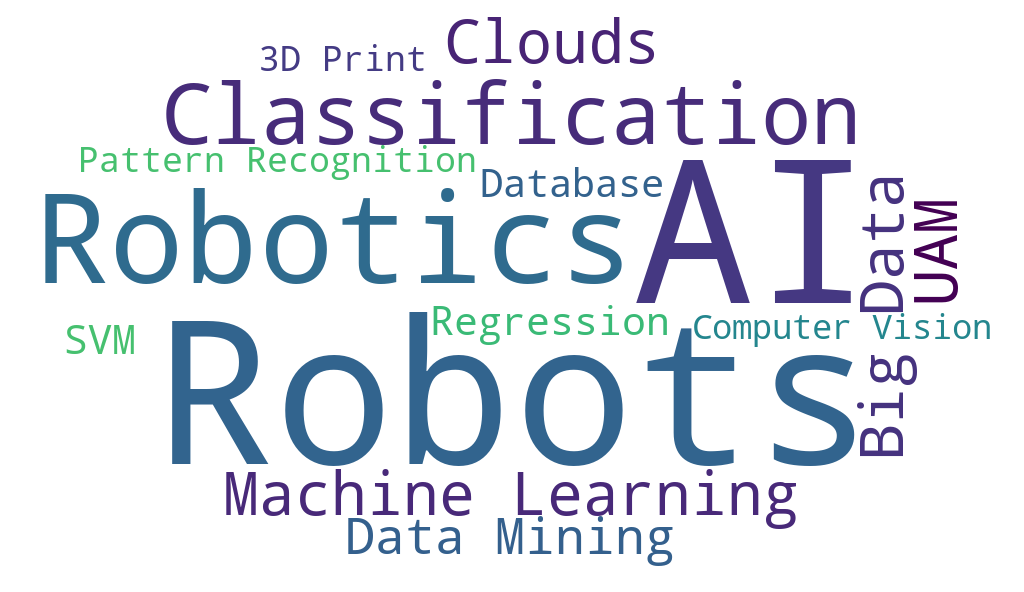 Clouds
3D Print
Classification
Pattern Recognition
Database
AI
Robotics
Big Data
UAM
SVM
Regression
Computer Vision
Robots
Machine Learning
Data Mining